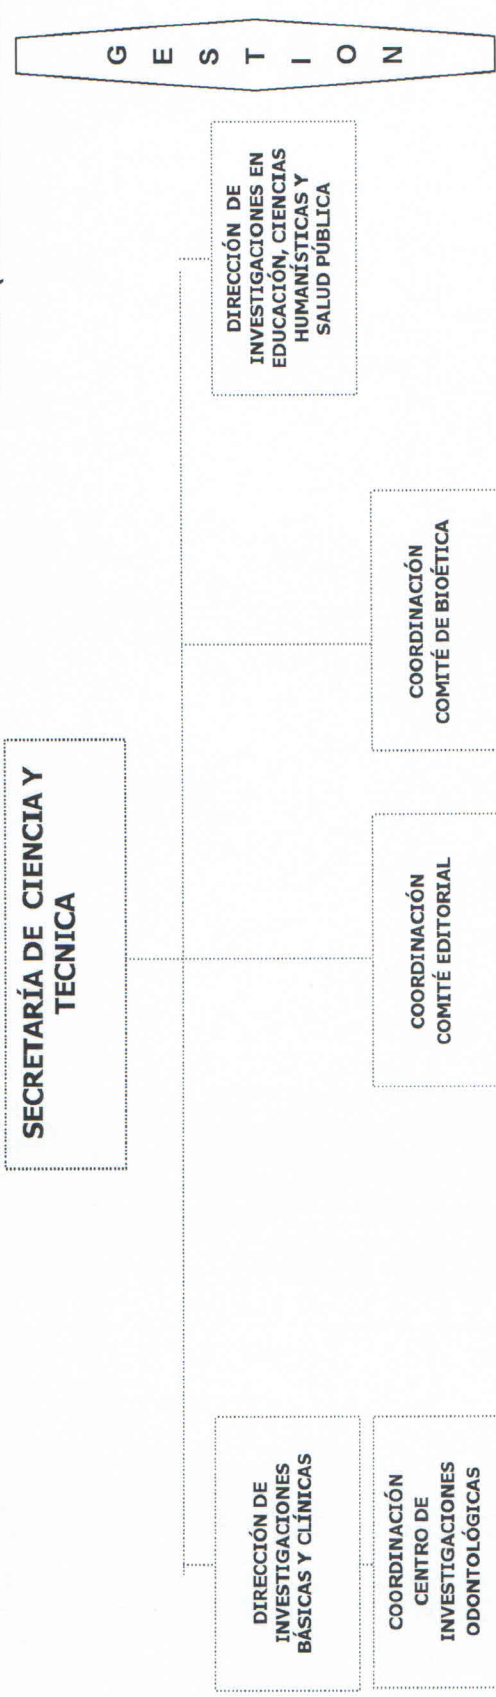 SECRETARÍA DE CIENCIA Y
TECNICA
DIRECCIÓN DE
INVESTIGACIONES
BÁSICAS Y CLÍNICAS
DIRECCIÓN DE
INVESTIGACIONES EN
EDUCACIÓN, CIENCIAS
HUMANÍSTICAS Y
SALUD PÚBLICA
COORDINACIÓN
CENTRO DE
INVESTIGACIONES
ODONTOLÓGICAS
COORDINACIÓN
COMITÉ EDITORIAL
COORDINACIÓN
COMITÉ DE BIOÉTICA
G E S T I O N